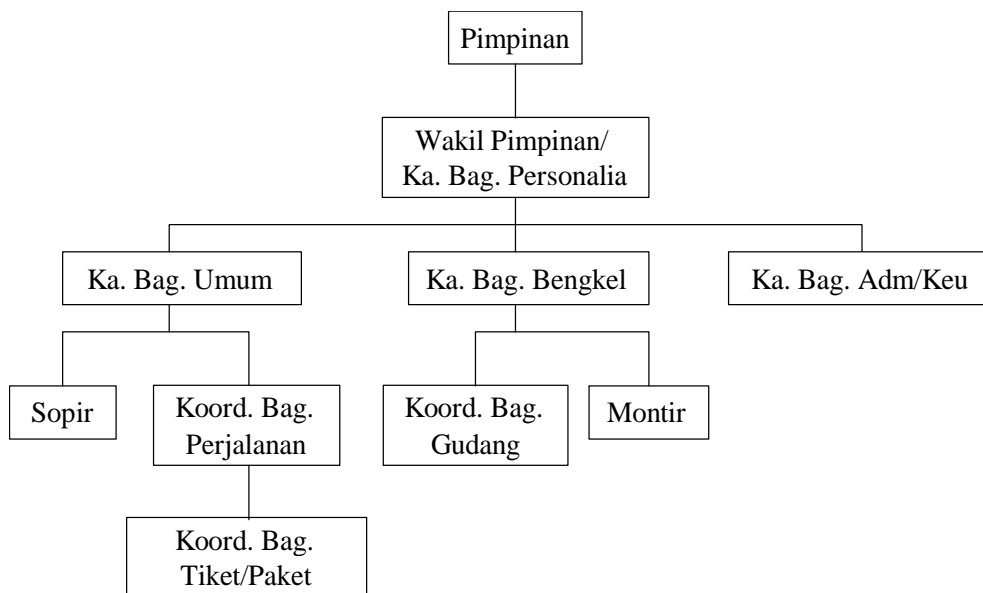 Pimpinan
Wakil Pimpinan/
Ka. Bag. Personalia
Ka. Bag. Umum
Ka. Bag. Bengkel
Ka. Bag. Adm/Keu
Sopir
Koord. Bag.
Perjalanan
Koord. Bag.
Gudang
Montir
Koord. Bag.
Tiket/Paket